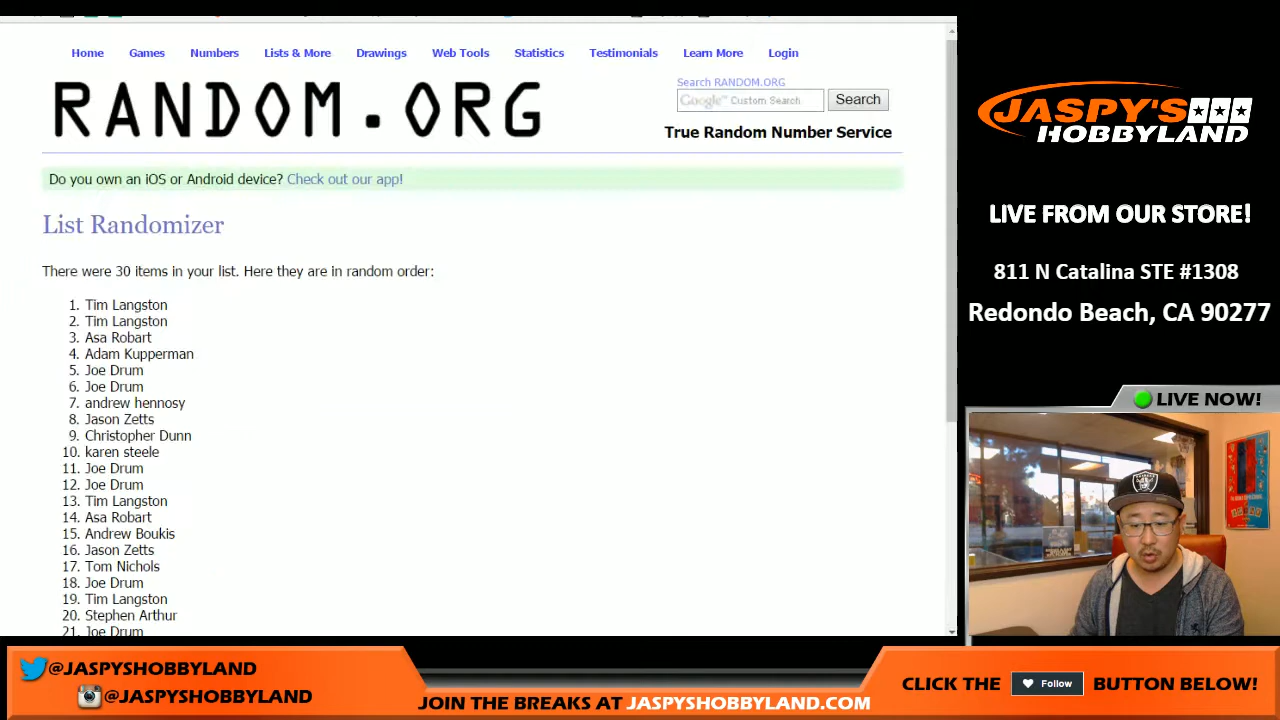 Home Games Numbers Lists & More Drawings Web Tools Statistics Testimonials Learn More Login
RANDOM.ORG
Search RANDOM.ORG
Google™ Custom Search Search
True Random Number Service
Do you own an iOS or Android device? Check out our app!
List Randomizer
There were 30 items in your list. Here they are in random order:
1. Tim Langston
2. Tim Langston
3. Asa Robart
4. Adam Kupperman
5. Joe Drum
6. Joe Drum
7. andrew hennosy
8. Jason Zetts
9. Christopher Dunn
10. karen steele
11. Joe Drum
12. Joe Drum
13. Tim Langston
14. Asa Robart
15. Andrew Boukis
16. Jason Zetts
17. Tom Nichols
18. Joe Drum
19. Tim Langston
20. Stephen Arthur
21. Joe Drum
JASPY'S
HOBBYLAND
LIVE FROM OUR STORE!
811 N Catalina STE #1308
Redondo Beach, CA 90277
LIVE NOW!
@JASPYSHOBBYLAND
@JASPYSHOBBYLAND
JOIN THE BREAKS AT JASPYSHOBBYLAND.COM
CLICK THE Follow BUTTON BELOW!